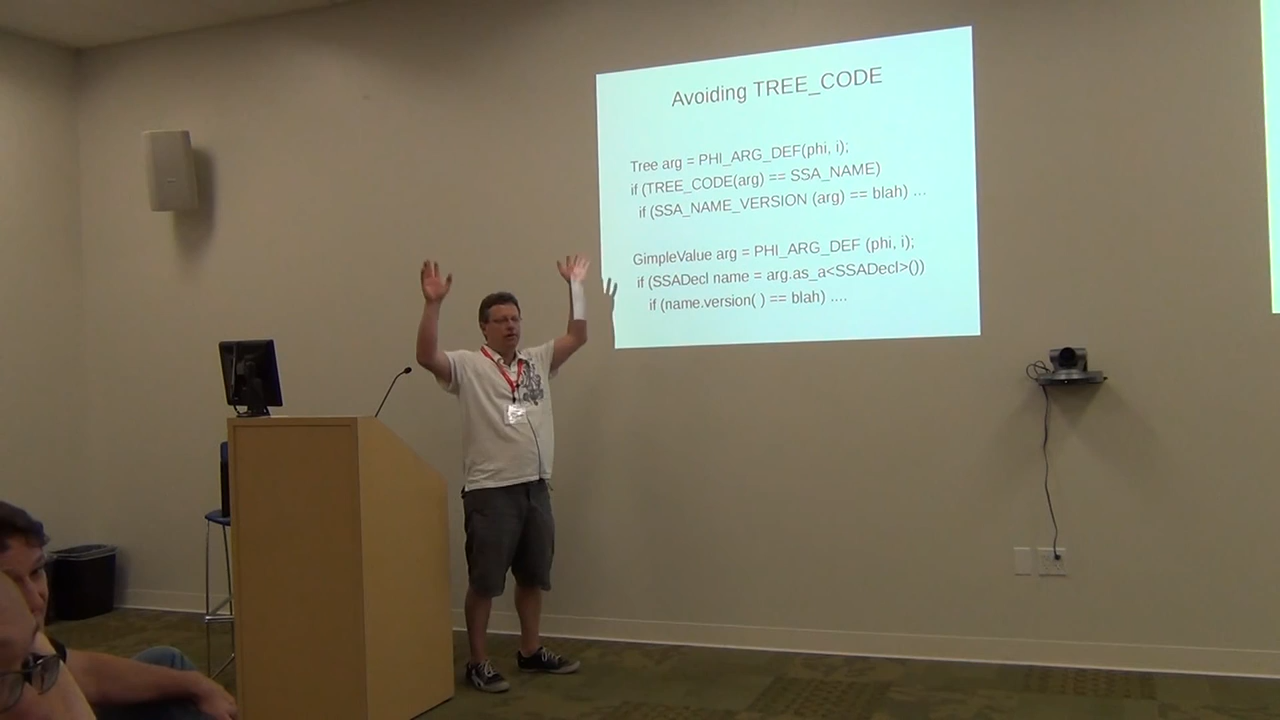 Avoiding TREE_CODE
Tree arg = PHI_ARG_DEF(phi, i);
if (TREE_CODE(arg) == SSA_NAME)
if (SSA_NAME_VERSION (arg) == blah) ...
GimpleValue arg = PHI_ARG_DEF (phi, i);
if (SSADecl name = arg.as_a<SSADecl>())
if (name.version( ) == blah) ....